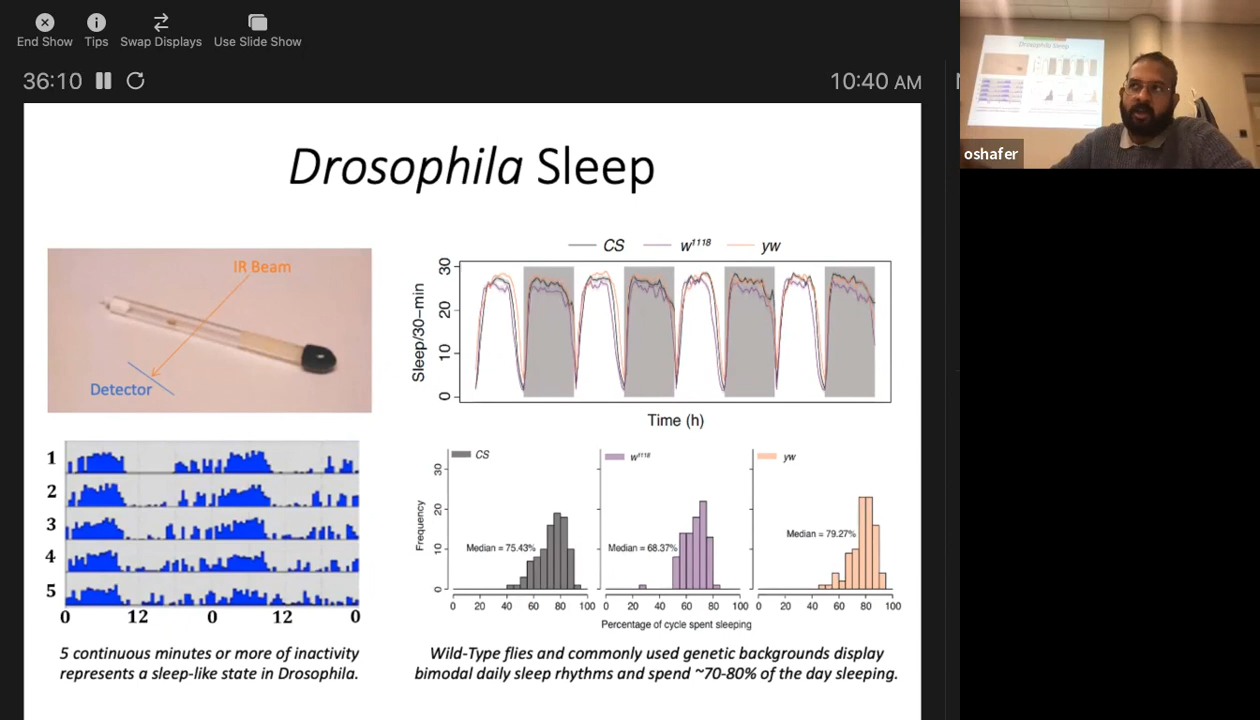 End Show Tips Swap Displays Use Slide Show
36:10
10:40 AM
oshafer
Drosophila Sleep
IR Beam
Detector
CS w1118 yw
Sleep/30-min
30
20
10
0
Time (h)
1
2
3
4
5
0 12 0 12 0
5 continuous minutes or more of inactivity
represents a sleep-like state in Drosophila.
CS
w1118
yw
Frequency
30
20
10
0
Median = 75.43%
Median = 68.37%
Median = 79.27%
0 20 40 60 80 100
0 20 40 60 80 100
0 20 40 60 80 100
Percentage of cycle spent sleeping
Wild-Type flies and commonly used genetic backgrounds display
bimodal daily sleep rhythms and spend ~70-80% of the day sleeping.
Drosophila Sleep